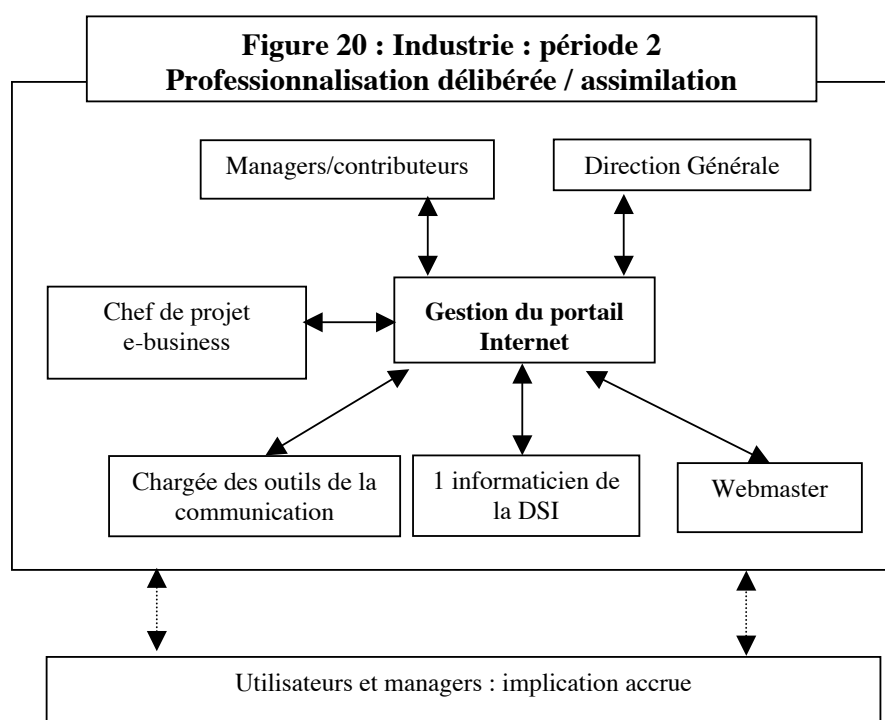 Figure 20 : Industrie : période 2
Professionnalisation délibérée / assimilation
Managers/contributeurs
Direction Générale
Chef de projet
e-business
Gestion du portail
Internet
Chargée des outils de la
communication
1 informaticien de
la DSI
Webmaster
Utilisateurs et managers : implication accrue